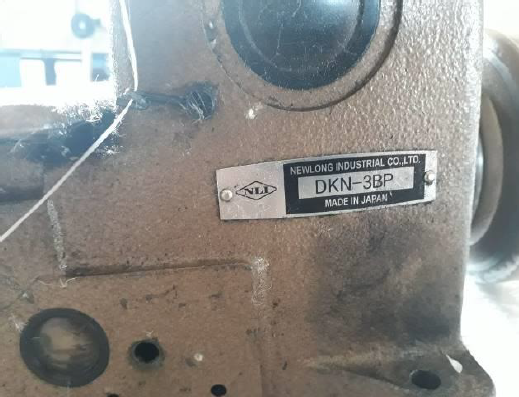 NEWLONG INDUSTRIAL CO.,LTD.
NLI
DKN-3BP
MADE IN JAPAN